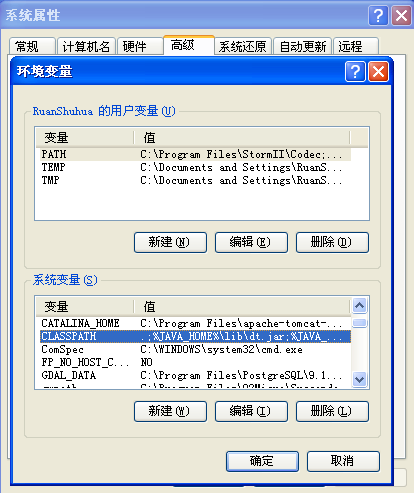 系统属性
常规 计算机名 硬件 高级 系统还原 自动更新 远程
环境变量
RuanShuhua 的用户变量(U)
变量 值
PATH C:\Program Files\StormII\Codec;...
TEMP C:\Documents and Settings\RuanS...
TMP C:\Documents and Settings\RuanS...
新建(N) 编辑(E) 删除(D)
系统变量(S)
变量 值
CATALINA_HOME C:\Program Files\apache-tomcat-...
CLASSPATH .;%JAVA_HOME%\lib\dt.jar;%JAVA_...
ComSpec C:\WINDOWS\system32\cmd.exe
FP_NO_HOST_C... NO
GDAL_DATA C:\Program Files\PostgreSQL\9.1...
新建(W) 编辑(I) 删除(L)
确定 取消